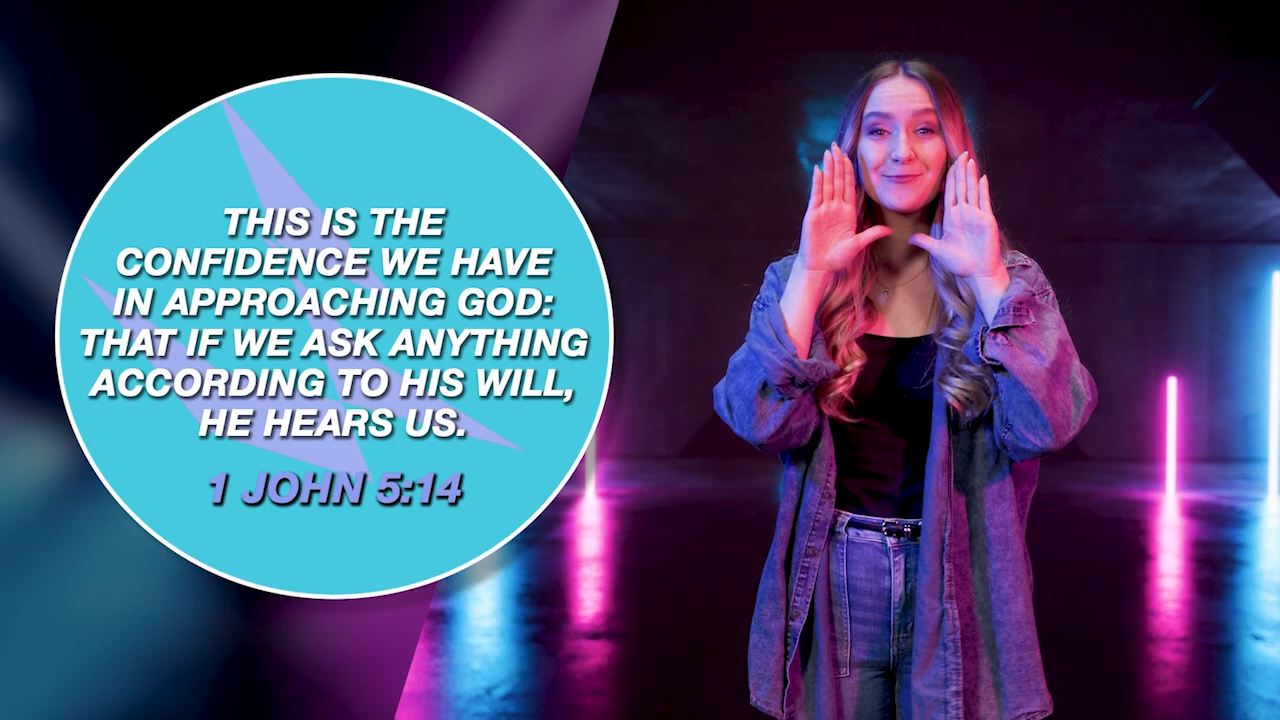 THIS IS THE
CONFIDENCE WE HAVE
IN APPROACHING GOD:
THAT IF WE ASK ANYTHING
ACCORDING TO HIS WILL,
HE HEARS US.
1 JOHN 5:14